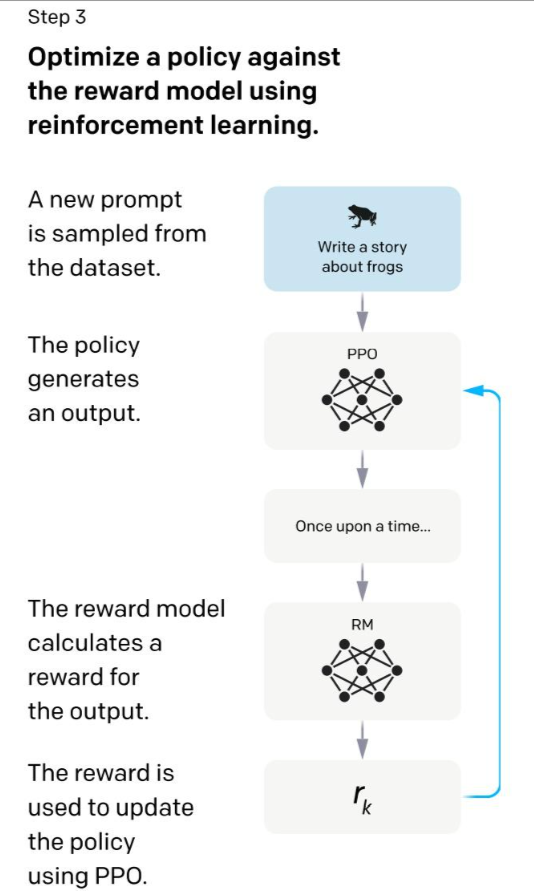 Step 3
Optimize a policy against
the reward model using
reinforcement learning.
A new prompt
is sampled from
the dataset.
Write a story
about frogs
The policy
generates
an output.
PPO
Once upon a time...
The reward model
calculates a
reward for
the output.
RM
The reward is
used to update
the policy
using PPO.
rk